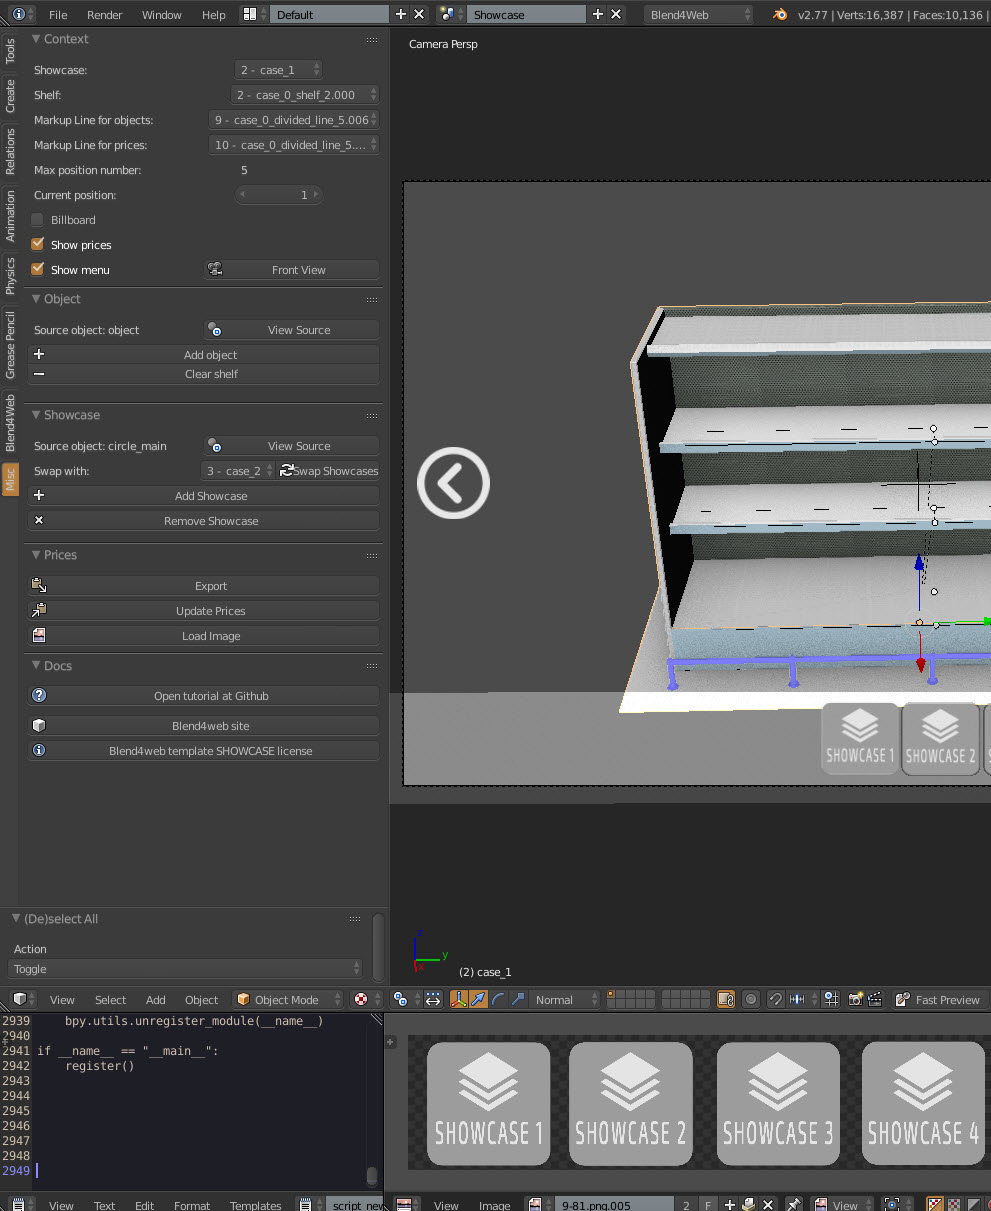 File Render Window Help Default Showcase Blend4Web v2.77 | Verts:16,387 | Faces:10,136 |
Tools
Create
Relations
Animation
Physics
Grease Pencil
Blend4Web
Misc
Context
Showcase: 2 - case_1
Shelf: 2 - case_0_shelf_2.000
Markup Line for objects: 9 - case_0_divided_line_5.006
Markup Line for prices: 10 - case_0_divided_line_5....
Max position number: 5
Current position: 1
Billboard
Show prices
Show menu Front View
Object
Source object: object View Source
Add object
Clear shelf
Showcase
Source object: circle_main View Source
Swap with: 3 - case_2 Swap Showcases
Add Showcase
Remove Showcase
Prices
Export
Update Prices
Load Image
Docs
Open tutorial at Github
Blend4web site
Blend4web template SHOWCASE license
(De)select All
Action
Toggle
Camera Persp
SHOWCASE 1 SHOWCASE 2
z
y
x
(2) case_1
View Select Add Object Object Mode Normal Fast Preview
2939 bpy.utils.unregister_module(__name__)
2940
2941 if __name__ == "__main__":
2942 register()
2943
2944
2945
2946
2947
2948
2949
SHOWCASE 1 SHOWCASE 2 SHOWCASE 3 SHOWCASE 4
View Text Edit Format Templates script_new View Image 9-81.png.005 2 F View